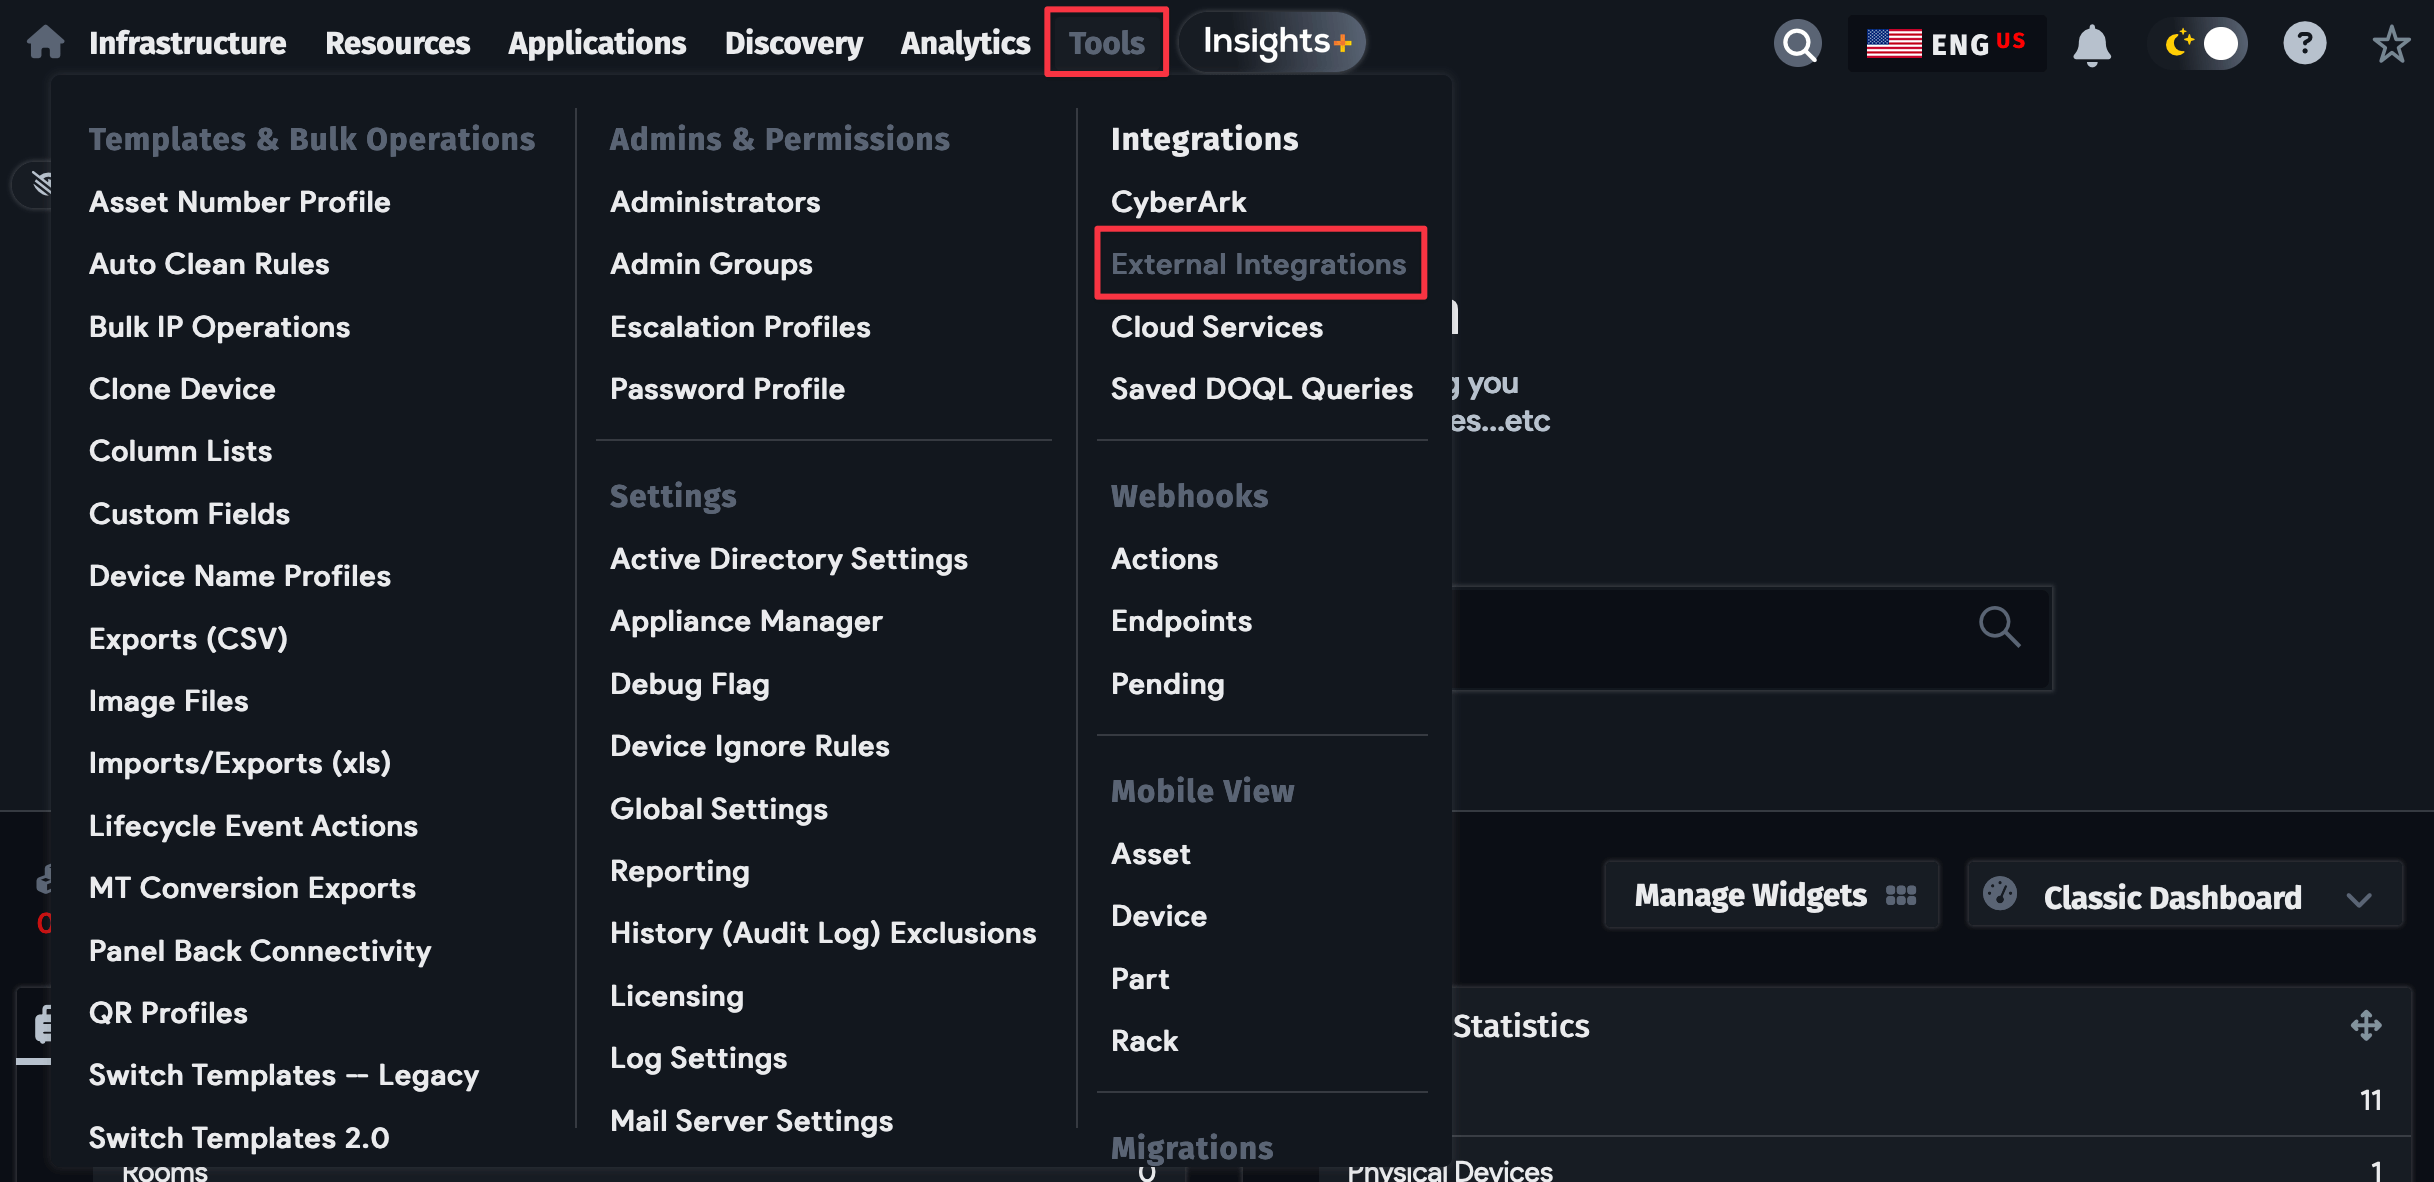 Infrastructure Resources Applications Discovery Analytics Tools Insights+ ENG US ?
Templates & Bulk Operations
Asset Number Profile
Auto Clean Rules
Bulk IP Operations
Clone Device
Column Lists
Custom Fields
Device Name Profiles
Exports (CSV)
Image Files
Imports/Exports (xls)
Lifecycle Event Actions
MT Conversion Exports
Panel Back Connectivity
QR Profiles
Switch Templates -- Legacy
Switch Templates 2.0
Admins & Permissions
Administrators
Admin Groups
Escalation Profiles
Password Profile
Settings
Active Directory Settings
Appliance Manager
Debug Flag
Device Ignore Rules
Global Settings
Reporting
History (Audit Log) Exclusions
Licensing
Log Settings
Mail Server Settings
Integrations
CyberArk
External Integrations
Cloud Services
Saved DOQL Queries
Webhooks
Actions
Endpoints
Pending
Mobile View
Asset
Device
Part
Rack
Migrations
you
es...etc
Manage Widgets
Classic Dashboard
Statistics
11
Rooms 0
Physical Devices 1